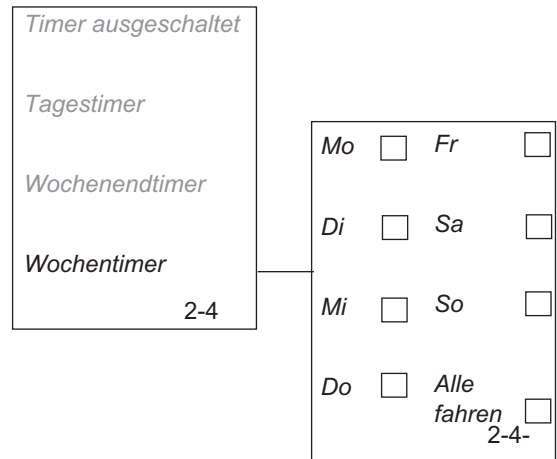 Timer ausgeschaltet
Tagestimer
Wochenendtimer
Wochentimer
2-4
Mo Fr
Di Sa
Mi So
Do Alle
fahren
2-4-